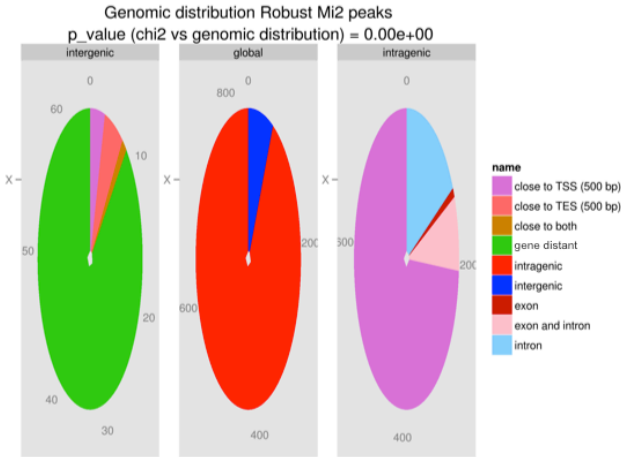 Genomic distribution Robust Mi2 peaks
p_value (chi2 vs genomic distribution) = 0.00e+00
intergenic
global
intragenic
0
60
10
X
50
20
40
30
0
800
X
200
600
400
0
X
600
200
400
name
close to TSS (500 bp)
close to TES (500 bp)
close to both
gene distant
intragenic
intergenic
exon
exon and intron
intron